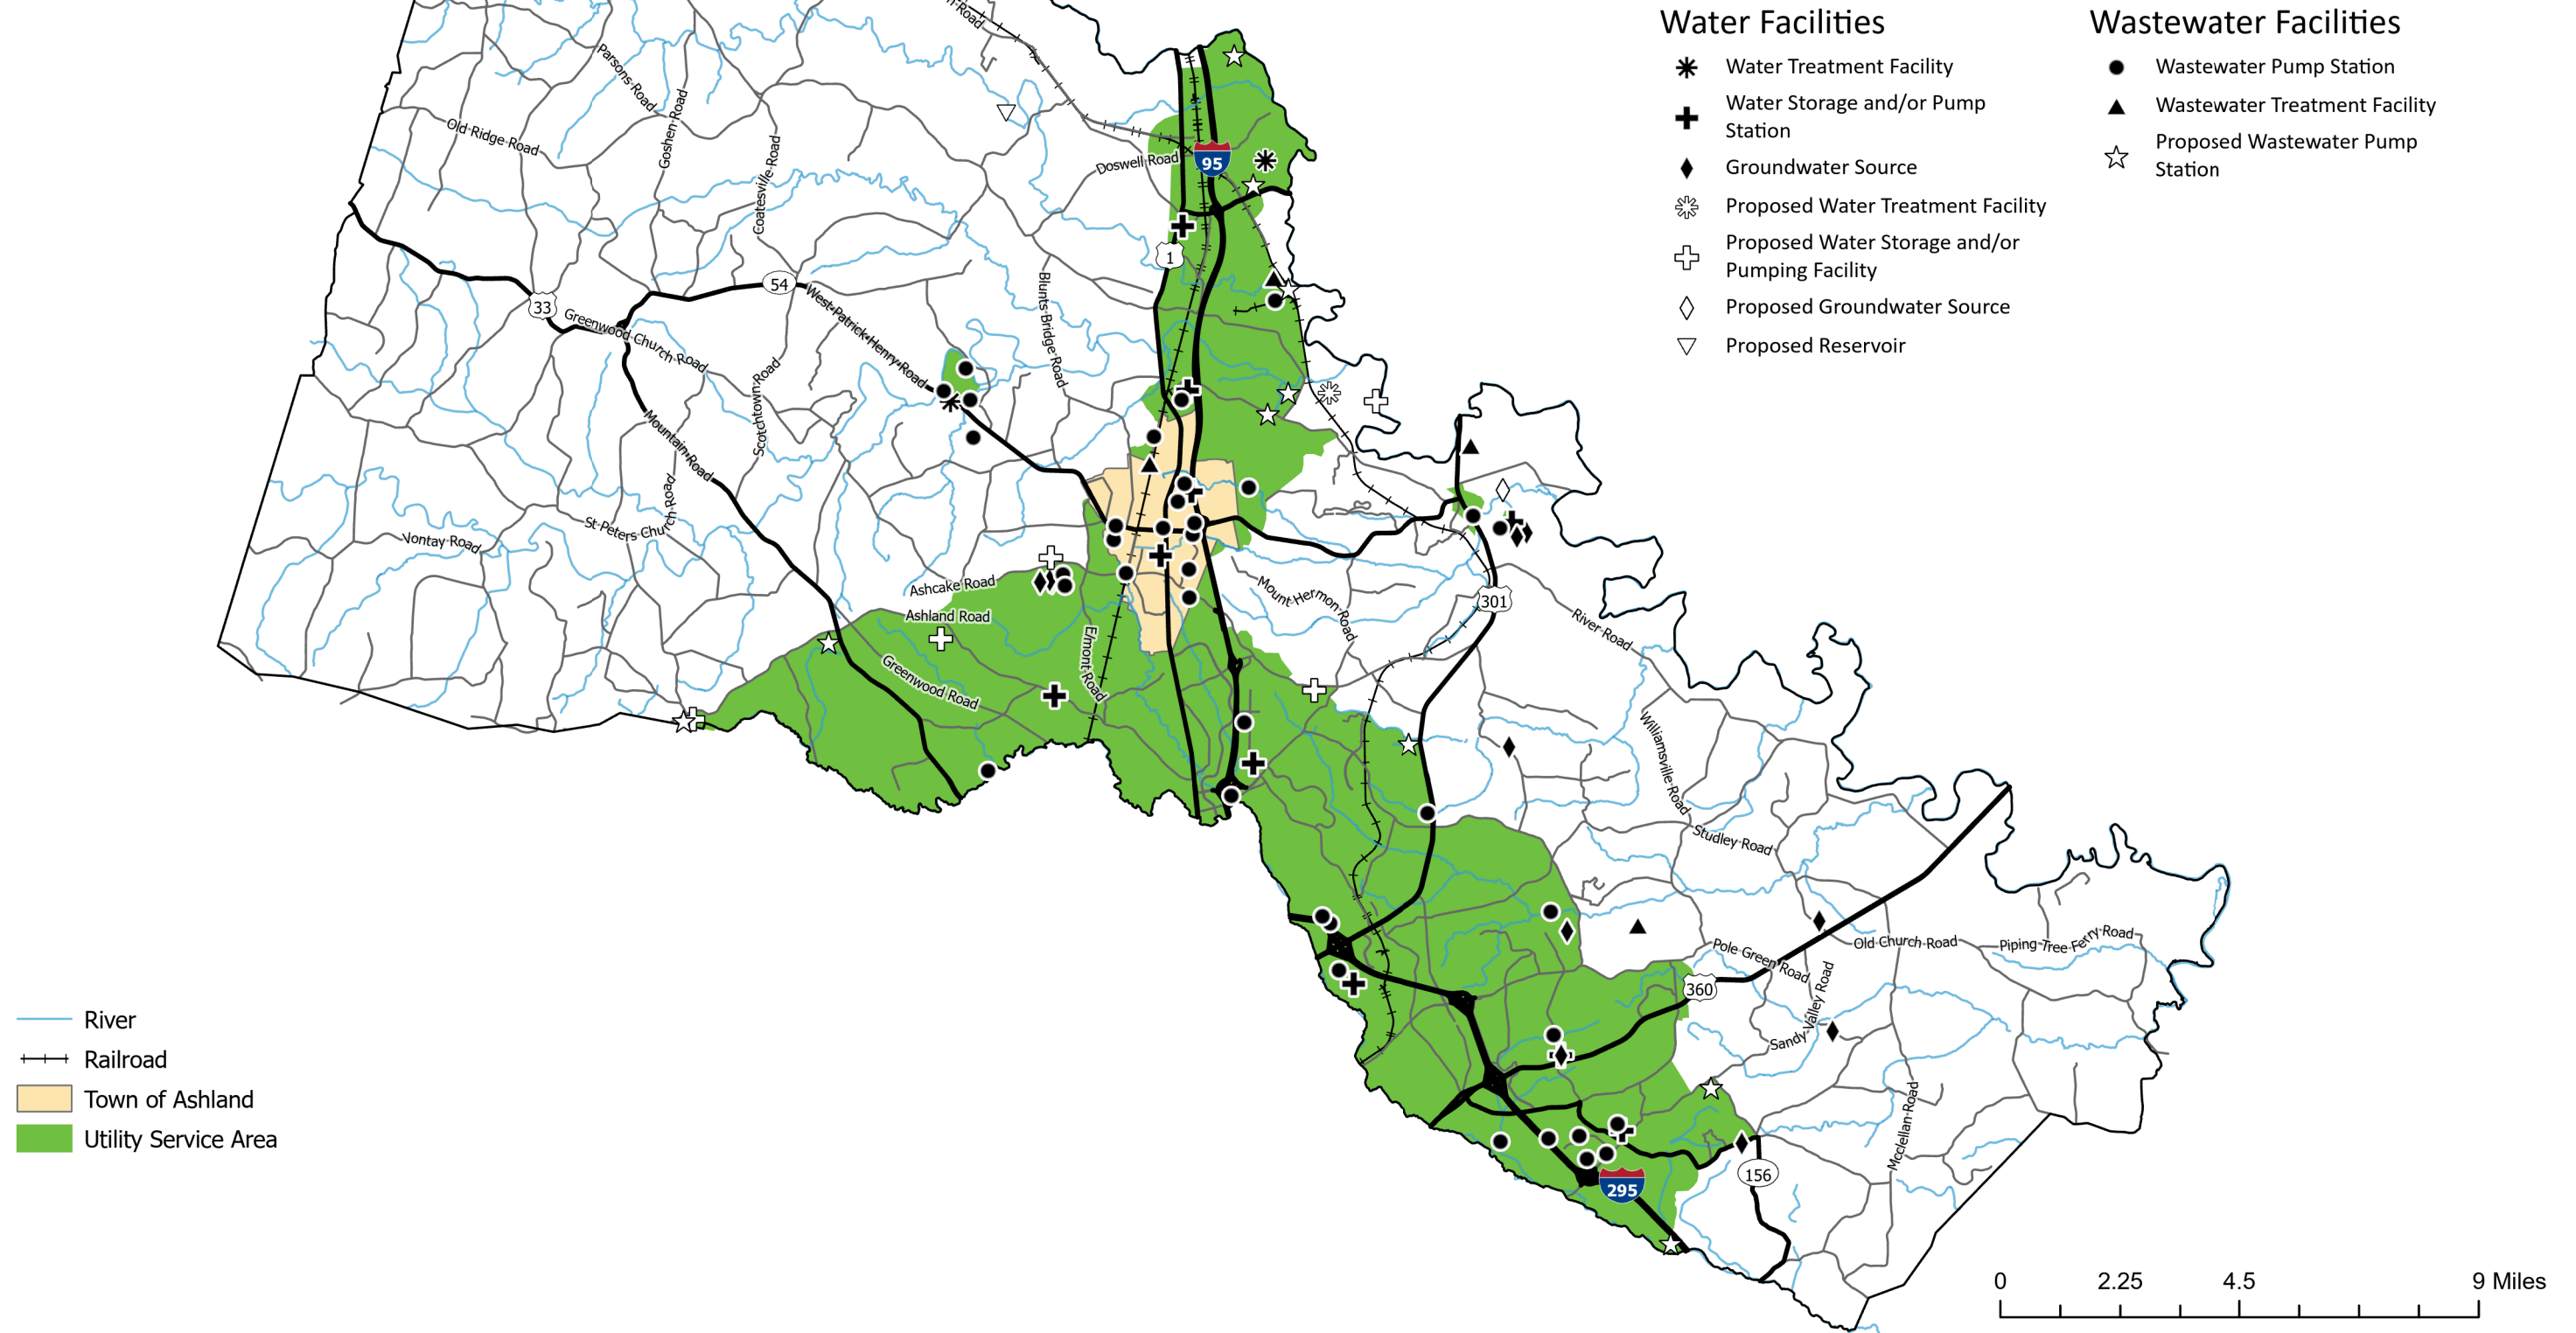 Water Facilities
Water Treatment Facility
Water Storage and/or Pump
Station
Groundwater Source
Proposed Water Treatment Facility
Proposed Water Storage and/or
Pumping Facility
Proposed Groundwater Source
Proposed Reservoir
Wastewater Facilities
Wastewater Pump Station
Wastewater Treatment Facility
Proposed Wastewater Pump
Station
Road
Parsons Road
Old Ridge Road
Goshen Road
Coatesville Road
Doswell Road
95
1
54
33
Greenwood Church Road
West Patrick Henry Road
Blunts Bridge Road
Scotchtown Road
Mountain Road
St Peters Church Road
Vontay Road
Ashcake Road
Ashland Road
Elmont Road
Greenwood Road
Mount Hermon Road
301
River Road
Williamsville Road
Studley Road
Pole Green Road
Old Church Road
Piping Tree Ferry Road
360
Sandy Valley Road
Mcclellan Road
156
295
River
Railroad
Town of Ashland
Utility Service Area
0 2.25 4.5 9 Miles